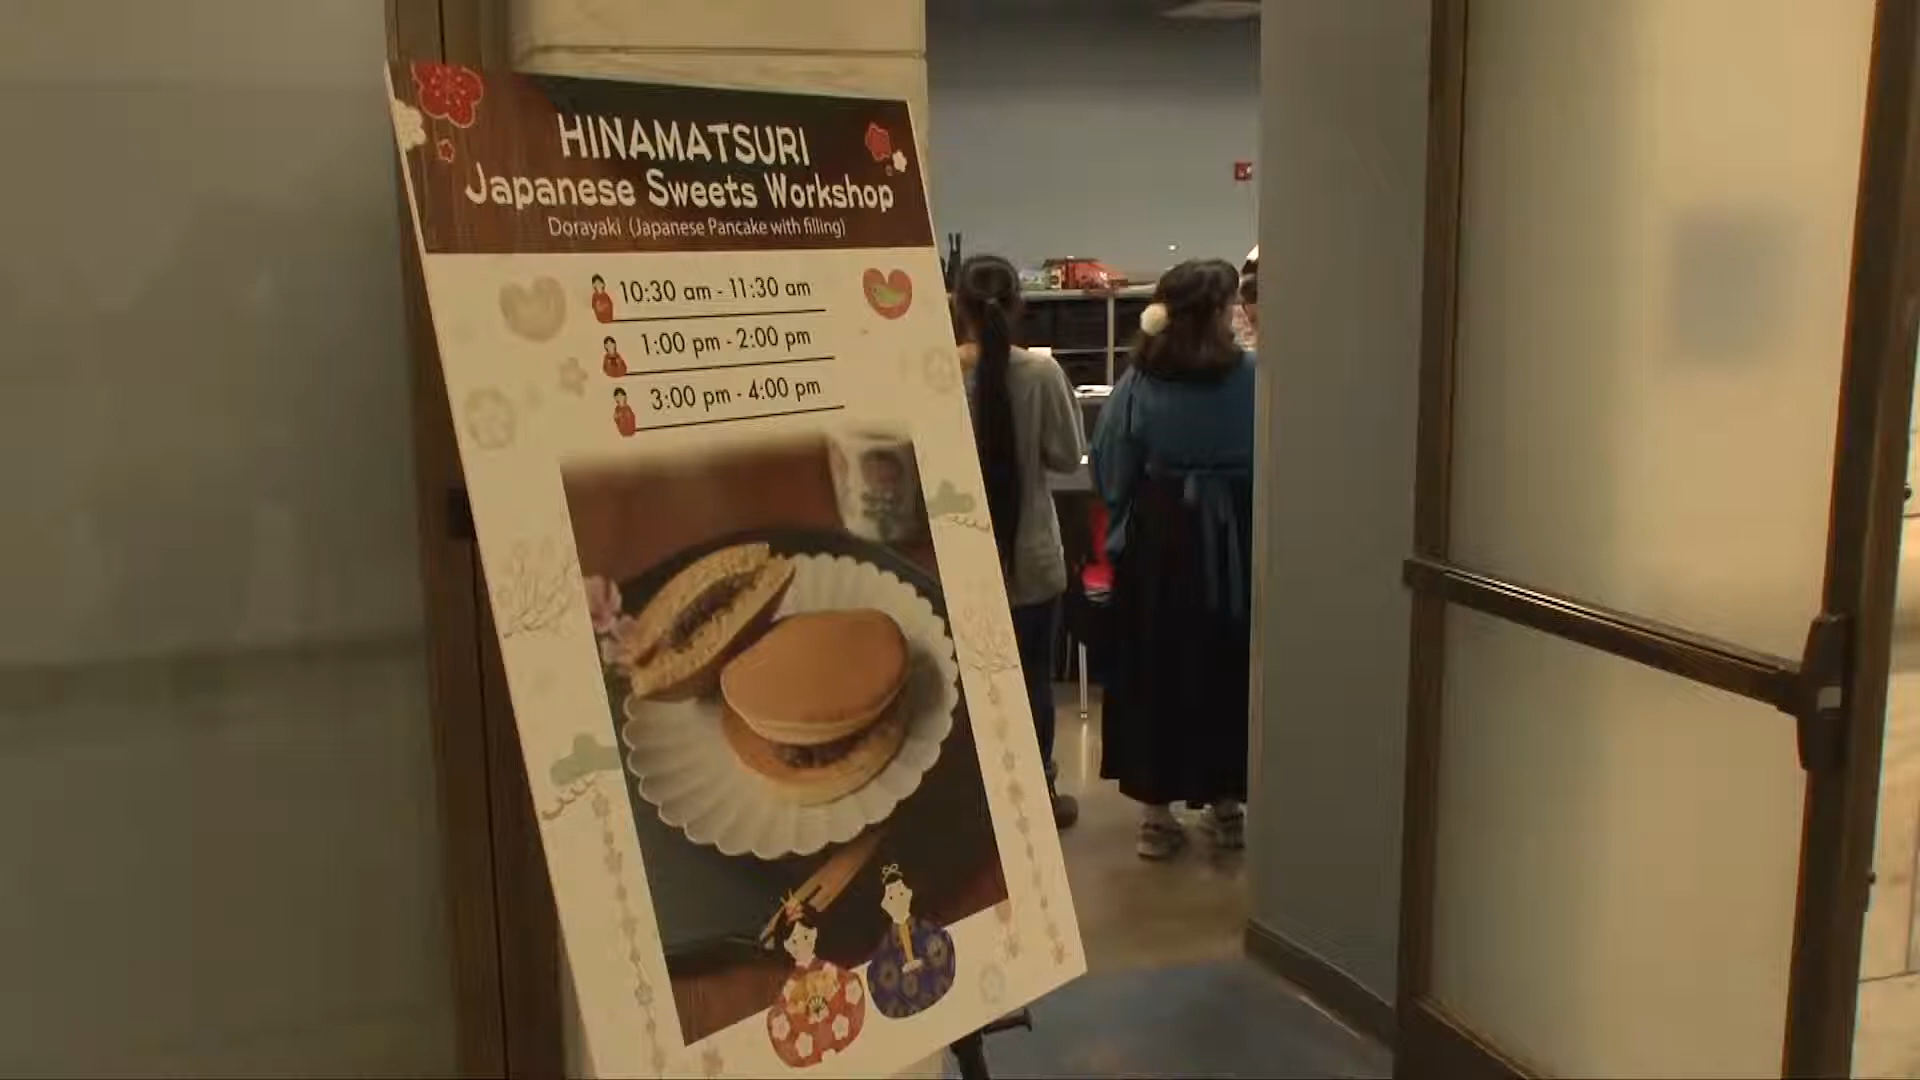 HINAMATSURI
Japanese Sweets Workshop
Dorayaki (Japanese Pancake with filling)
10:30 am - 11:30 am
1:00 pm - 2:00 pm
3:00 pm - 4:00 pm